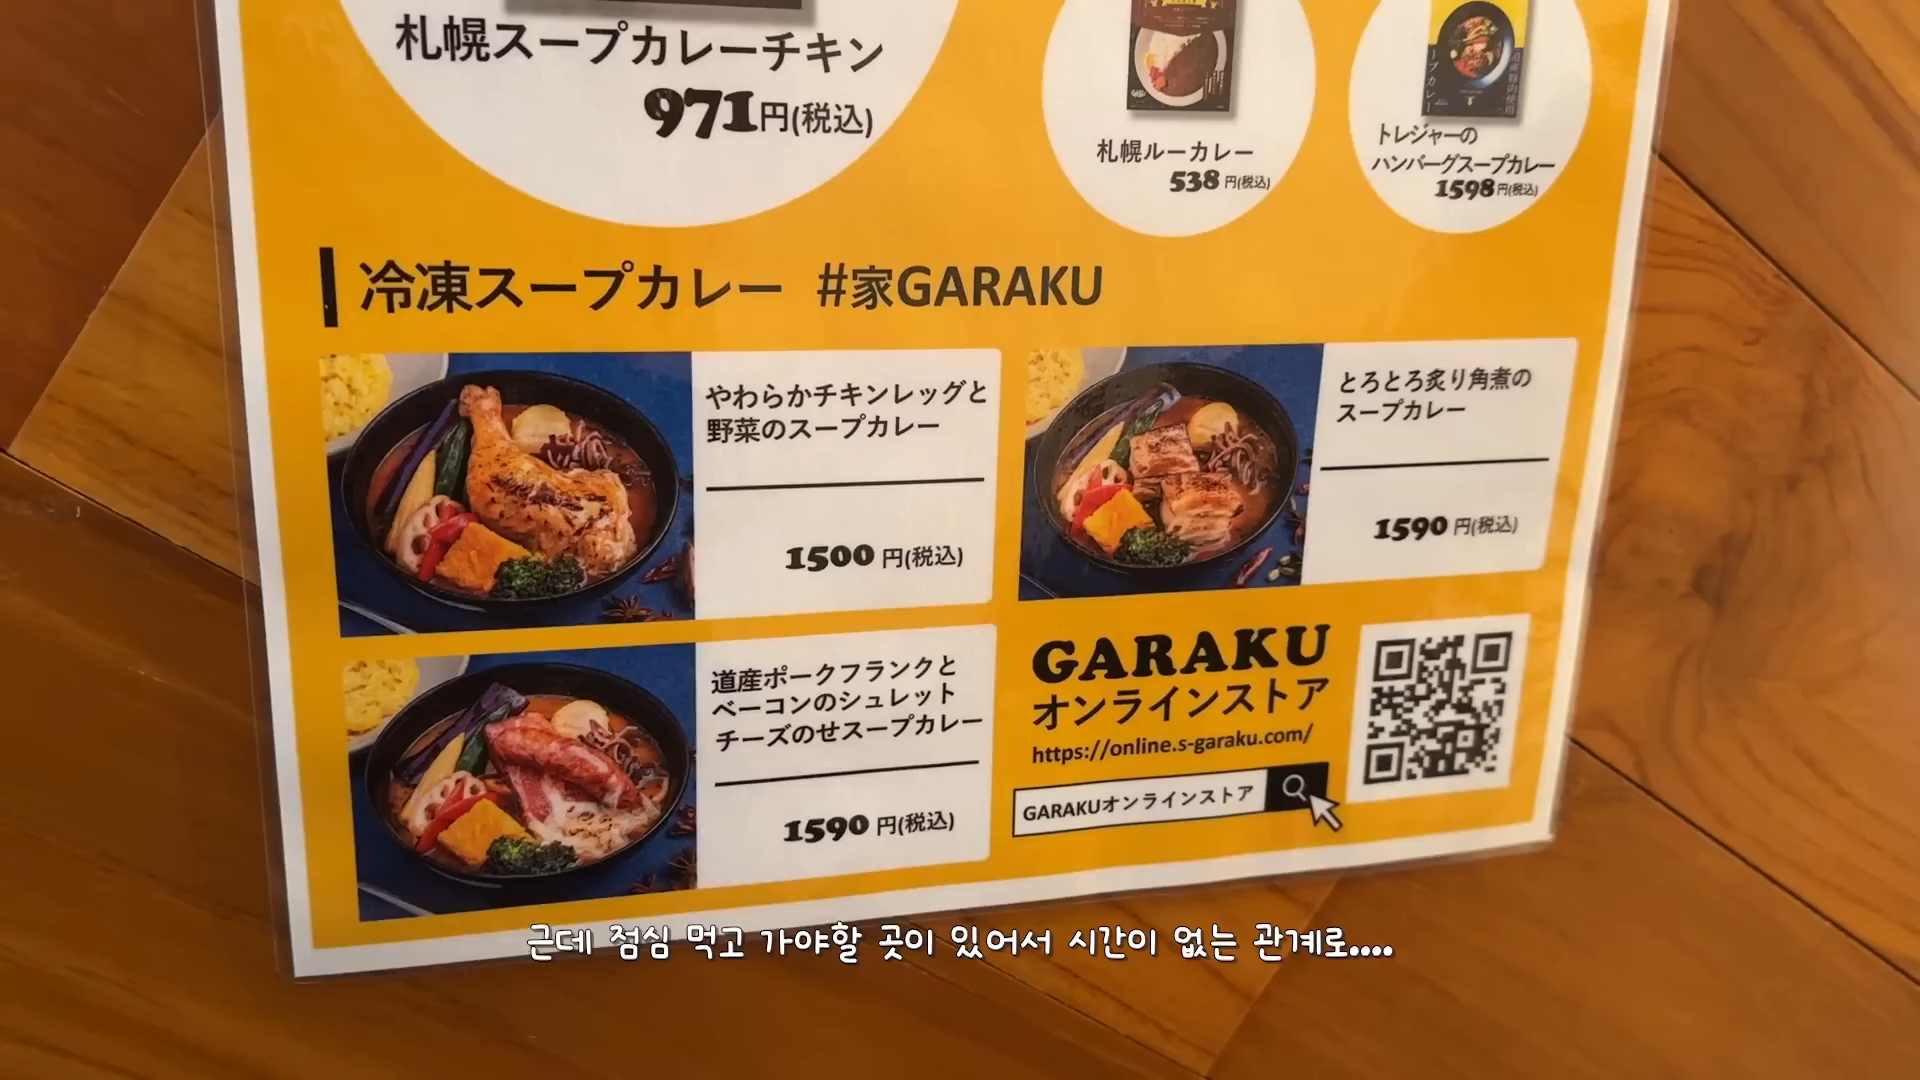 札幌スープカレーチキン
971円(税込)
札幌ルーカレー
538円(税込)
トレジャーの
ハンバーグスープカレー
1598円(税込)
冷凍スープカレー #家GARAKU
やわらかチキンレッグと
野菜のスープカレー
1500円(税込)
とろとろ炙り角煮の
スープカレー
1590円(税込)
道産ポークフランクと
ベーコンのシュレット
チーズのせスープカレー
1590円(税込)
GARAKU
オンラインストア
https://online.s-garaku.com/
GARAKUオンラインストア
근데 점심 먹고 가야할 곳이 있어서 시간이 없는 관계로....